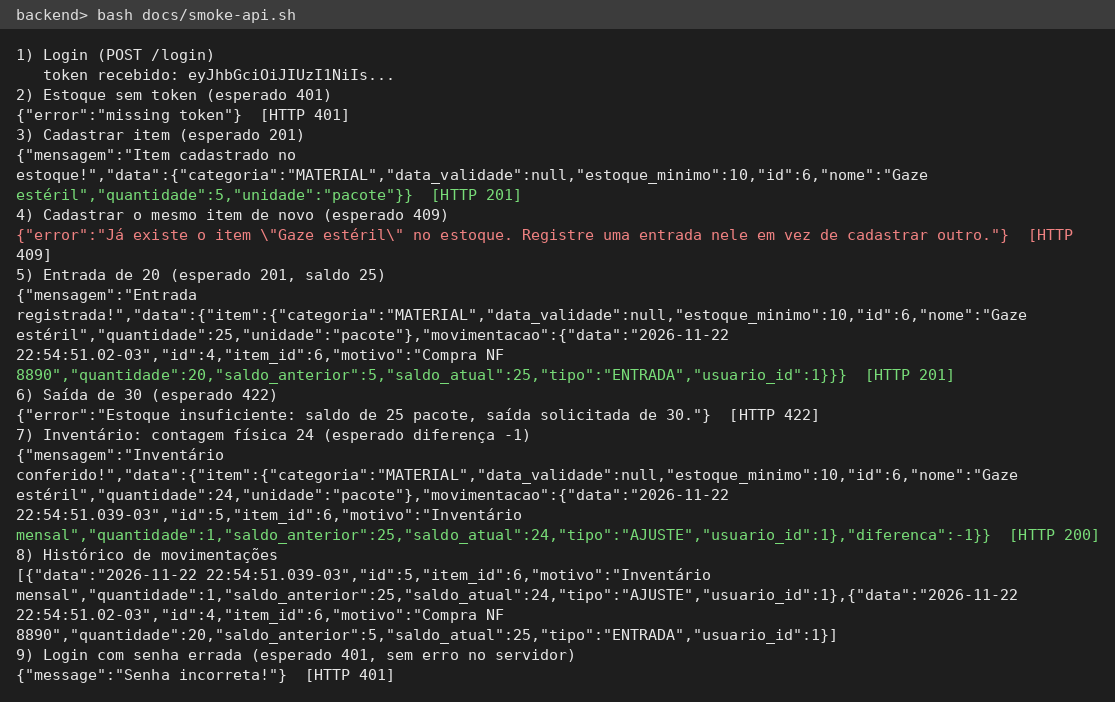 backend> bash docs/smoke-api.sh
1) Login (POST /login)
   token recebido: eyJhbGciOiJIUzI1NiIs...
2) Estoque sem token (esperado 401)
{"error":"missing token"}  [HTTP 401]
3) Cadastrar item (esperado 201)
{"mensagem":"Item cadastrado no
estoque!","data":{"categoria":"MATERIAL","data_validade":null,"estoque_minimo":10,"id":6,"nome":"Gaze
estéril","quantidade":5,"unidade":"pacote"}}  [HTTP 201]
4) Cadastrar o mesmo item de novo (esperado 409)
{"error":"Já existe o item \"Gaze estéril\" no estoque. Registre uma entrada nele em vez de cadastrar outro."}  [HTTP
409]
5) Entrada de 20 (esperado 201, saldo 25)
{"mensagem":"Entrada
registrada!","data":{"item":{"categoria":"MATERIAL","data_validade":null,"estoque_minimo":10,"id":6,"nome":"Gaze
estéril","quantidade":25,"unidade":"pacote"},"movimentacao":{"data":"2026-11-22
22:54:51.02-03","id":4,"item_id":6,"motivo":"Compra NF
8890","quantidade":20,"saldo_anterior":5,"saldo_atual":25,"tipo":"ENTRADA","usuario_id":1}}}  [HTTP 201]
6) Saída de 30 (esperado 422)
{"error":"Estoque insuficiente: saldo de 25 pacote, saída solicitada de 30."}  [HTTP 422]
7) Inventário: contagem física 24 (esperado diferença -1)
{"mensagem":"Inventário
conferido!","data":{"item":{"categoria":"MATERIAL","data_validade":null,"estoque_minimo":10,"id":6,"nome":"Gaze
estéril","quantidade":24,"unidade":"pacote"},"movimentacao":{"data":"2026-11-22
22:54:51.039-03","id":5,"item_id":6,"motivo":"Inventário
mensal","quantidade":1,"saldo_anterior":25,"saldo_atual":24,"tipo":"AJUSTE","usuario_id":1},"diferenca":-1}}  [HTTP 200]
8) Histórico de movimentações
[{"data":"2026-11-22 22:54:51.039-03","id":5,"item_id":6,"motivo":"Inventário
mensal","quantidade":1,"saldo_anterior":25,"saldo_atual":24,"tipo":"AJUSTE","usuario_id":1},{"data":"2026-11-22
22:54:51.02-03","id":4,"item_id":6,"motivo":"Compra NF
8890","quantidade":20,"saldo_anterior":5,"saldo_atual":25,"tipo":"ENTRADA","usuario_id":1}]
9) Login com senha errada (esperado 401, sem erro no servidor)
{"message":"Senha incorreta!"}  [HTTP 401]